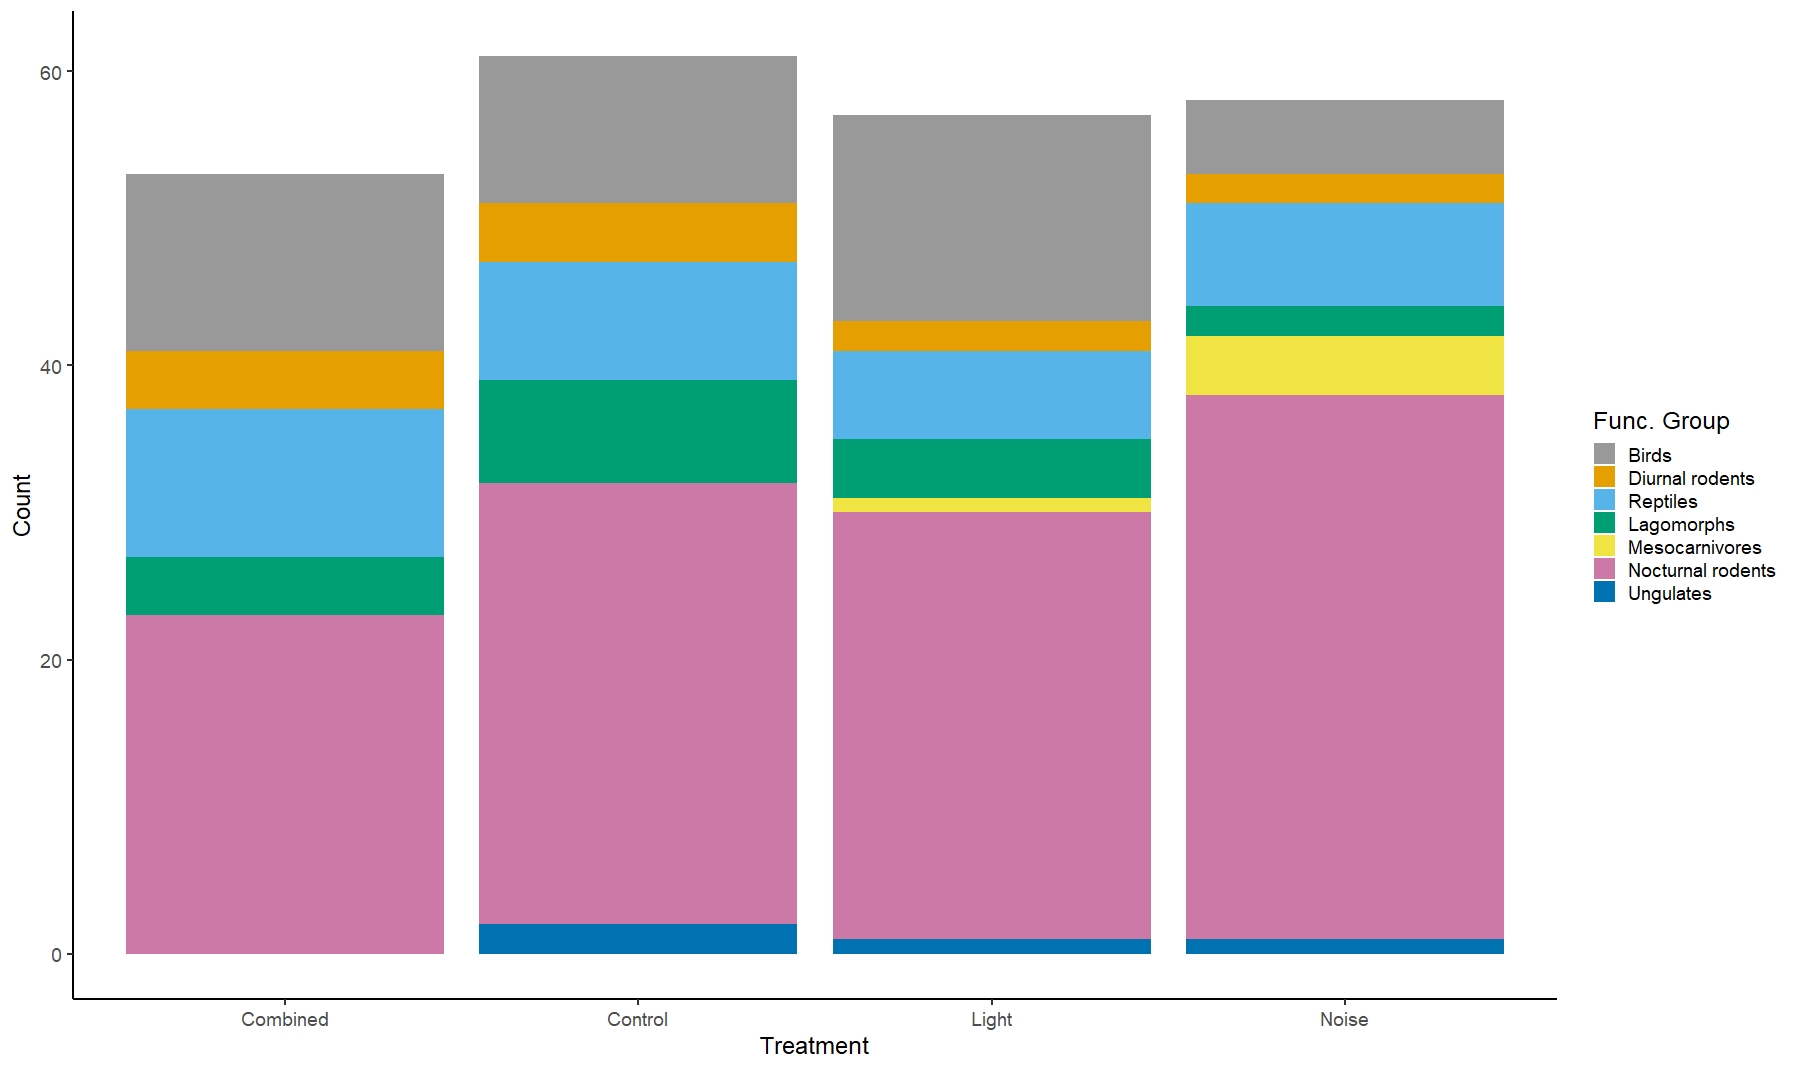 60
40
20
0
Count
Combined
Control
Light
Noise
Treatment
Func. Group
Birds
Diurnal rodents
Reptiles
Lagomorphs
Mesocarnivores
Nocturnal rodents
Ungulates